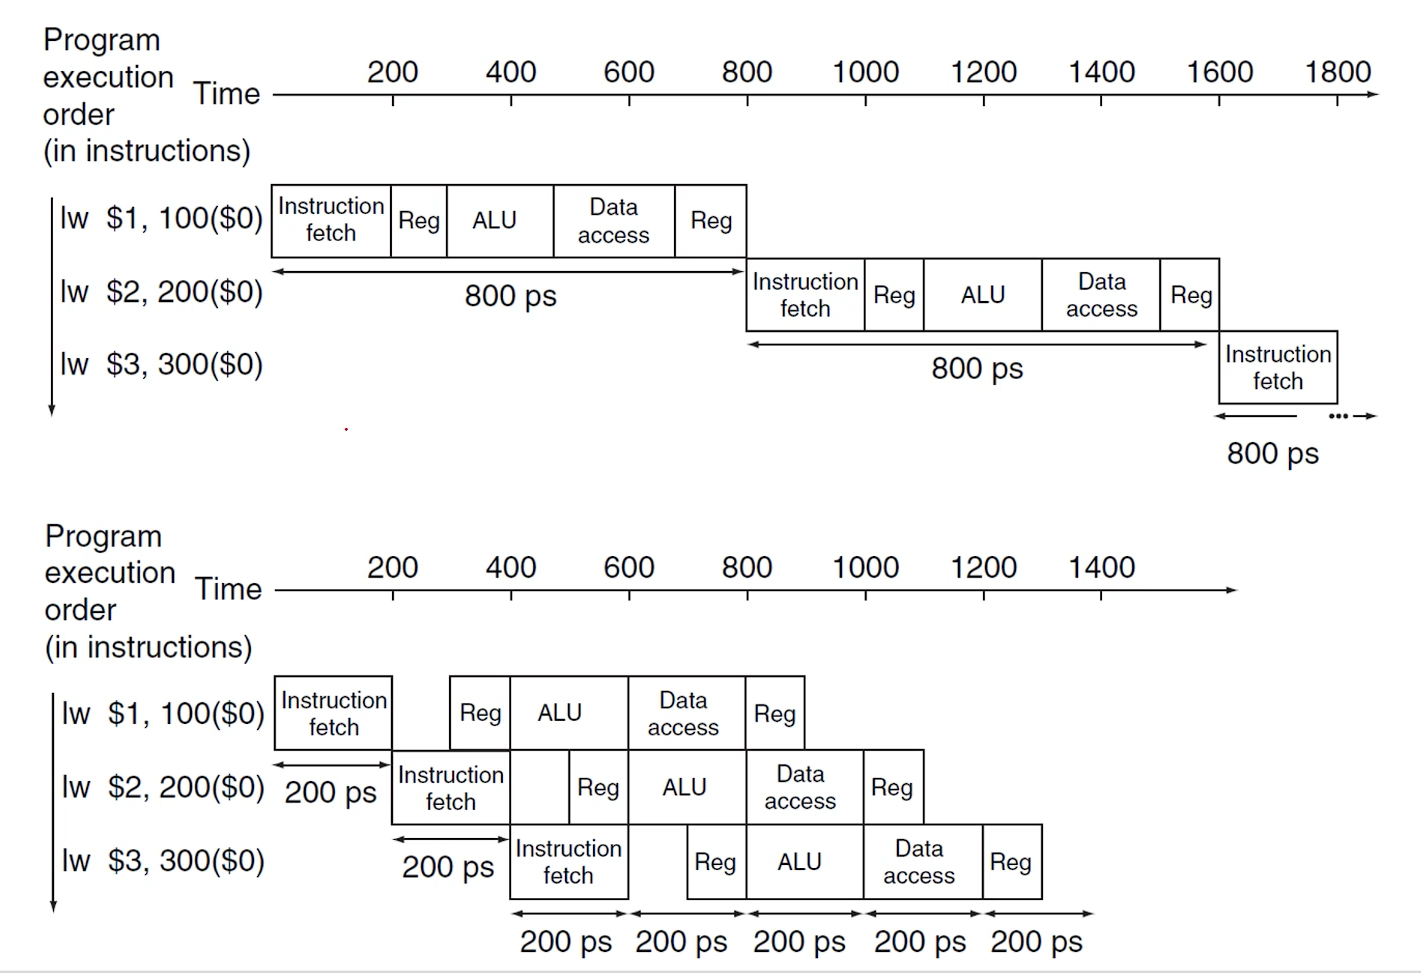 Program
execution
order
(in instructions)
Time
200 400 600 800 1000 1200 1400 1600 1800
lw $1, 100($0)
Instruction
fetch
Reg
ALU
Data
access
Reg
800 ps
lw $2, 200($0)
Instruction
fetch
Reg
ALU
Data
access
Reg
800 ps
lw $3, 300($0)
Instruction
fetch
...
800 ps
Program
execution
order
(in instructions)
Time
200 400 600 800 1000 1200 1400
lw $1, 100($0)
Instruction
fetch
Reg
ALU
Data
access
Reg
200 ps
lw $2, 200($0)
Instruction
fetch
Reg
ALU
Data
access
Reg
200 ps
lw $3, 300($0)
Instruction
fetch
Reg
ALU
Data
access
Reg
200 ps 200 ps 200 ps 200 ps 200 ps